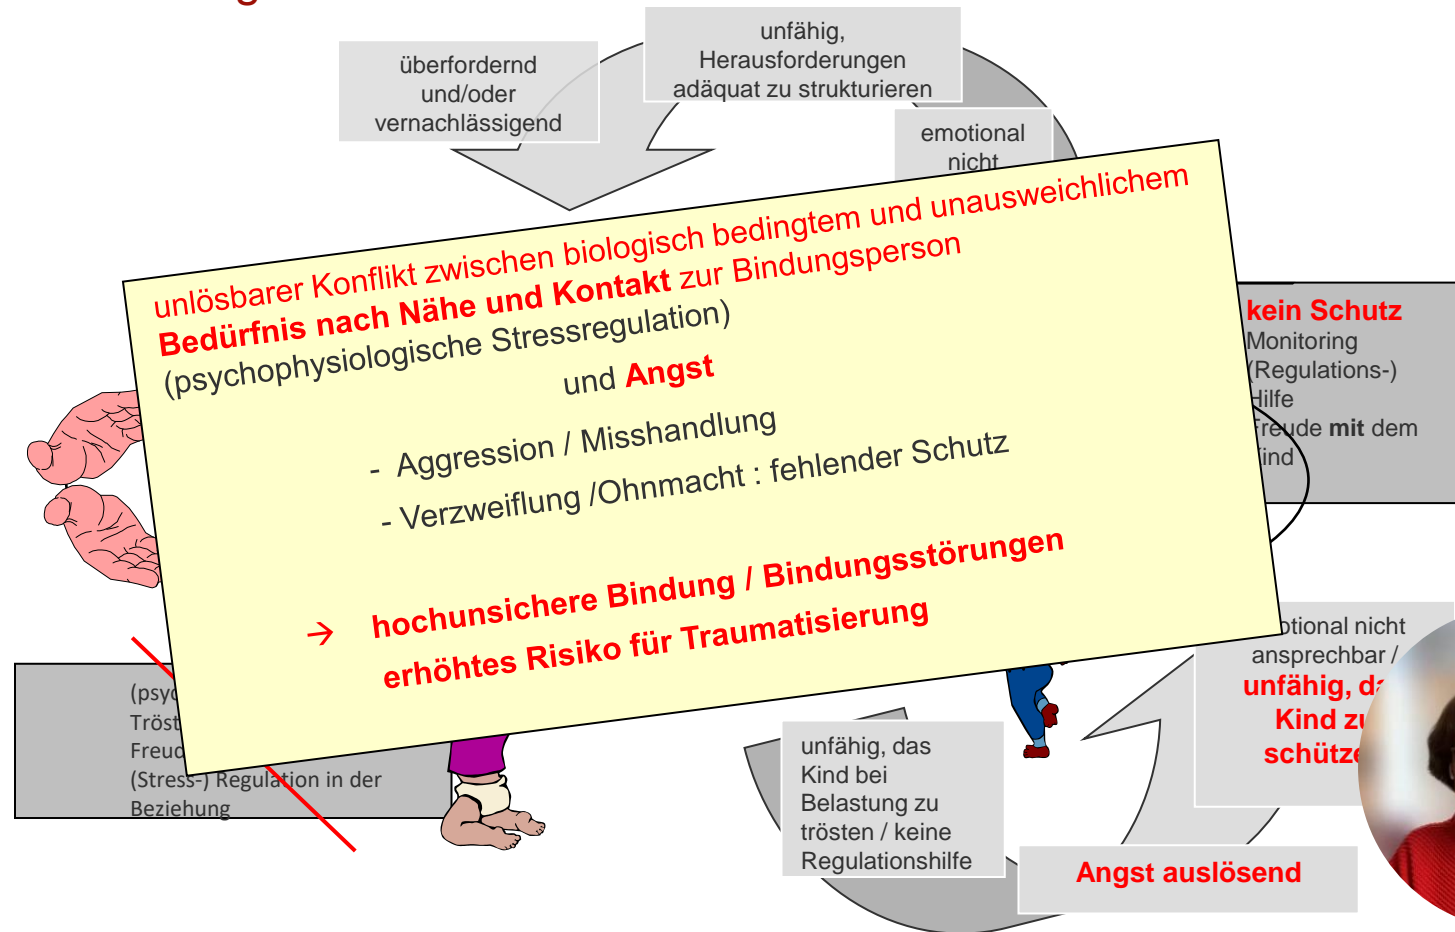 überfordernd
und/oder
vernachlässigend
unfähig,
Herausforderungen
adäquat zu strukturieren
emotional
nicht
unlösbarer Konflikt zwischen biologisch bedingtem und unausweichlichem
Bedürfnis nach Nähe und Kontakt zur Bindungsperson
(psychophysiologische Stressregulation)
und Angst
- Aggression / Misshandlung
- Verzweiflung /Ohnmacht : fehlender Schutz
→ hochunsichere Bindung / Bindungsstörungen
erhöhtes Risiko für Traumatisierung
kein Schutz
Monitoring
(Regulations-)
Hilfe
Freude mit dem
Kind
nicht
ansprechbar /
unfähig,
Kind
(Stress-) Regulation in der
Beziehung
unfähig, das
Kind bei
Belastung zu
trösten / keine
Regulationshilfe
Angst auslösend